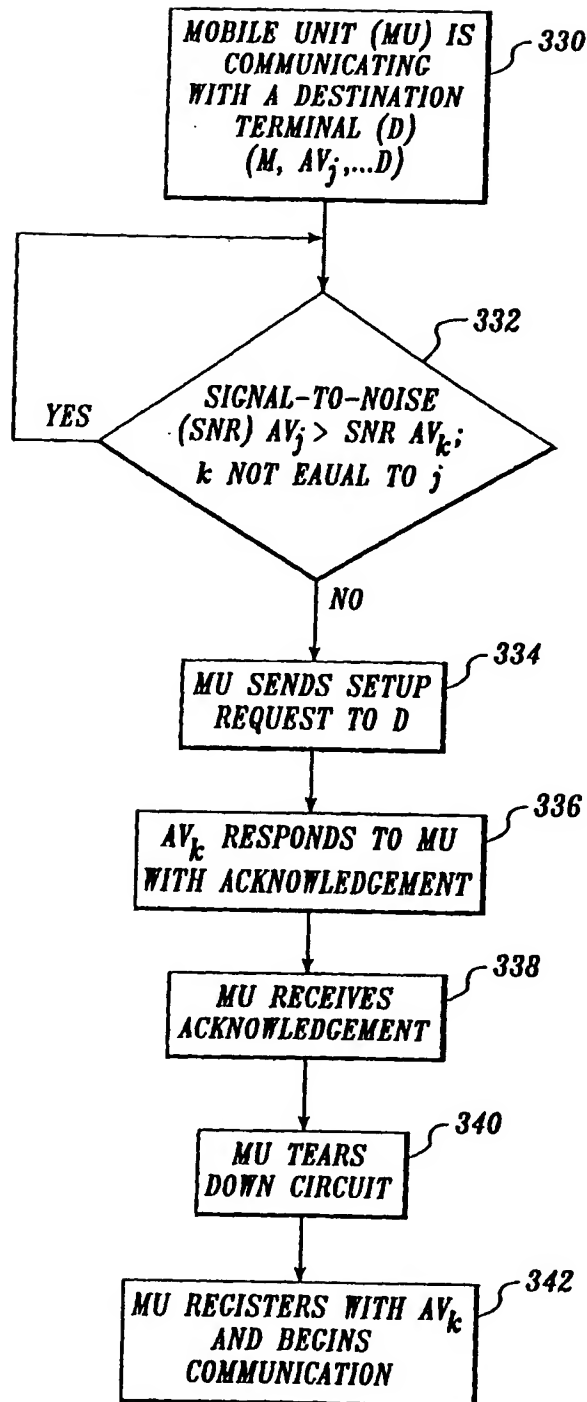 MOBILE UNIT (MU) IS
COMMUNICATING
WITH A DESTINATION
TERMINAL (D)
(M, AVj,...D)
330
332
YES
SIGNAL-TO-NOISE
(SNR) AVj > SNR AVk;
k NOT EAUAL TO j
NO
334
MU SENDS SETUP
REQUEST TO D
336
AVk RESPONDS TO MU
WITH ACKNOWLEDGEMENT
338
MU RECEIVES
ACKNOWLEDGEMENT
340
MU TEARS
DOWN CIRCUIT
342
MU REGISTERS WITH AVk
AND BEGINS
COMMUNICATION